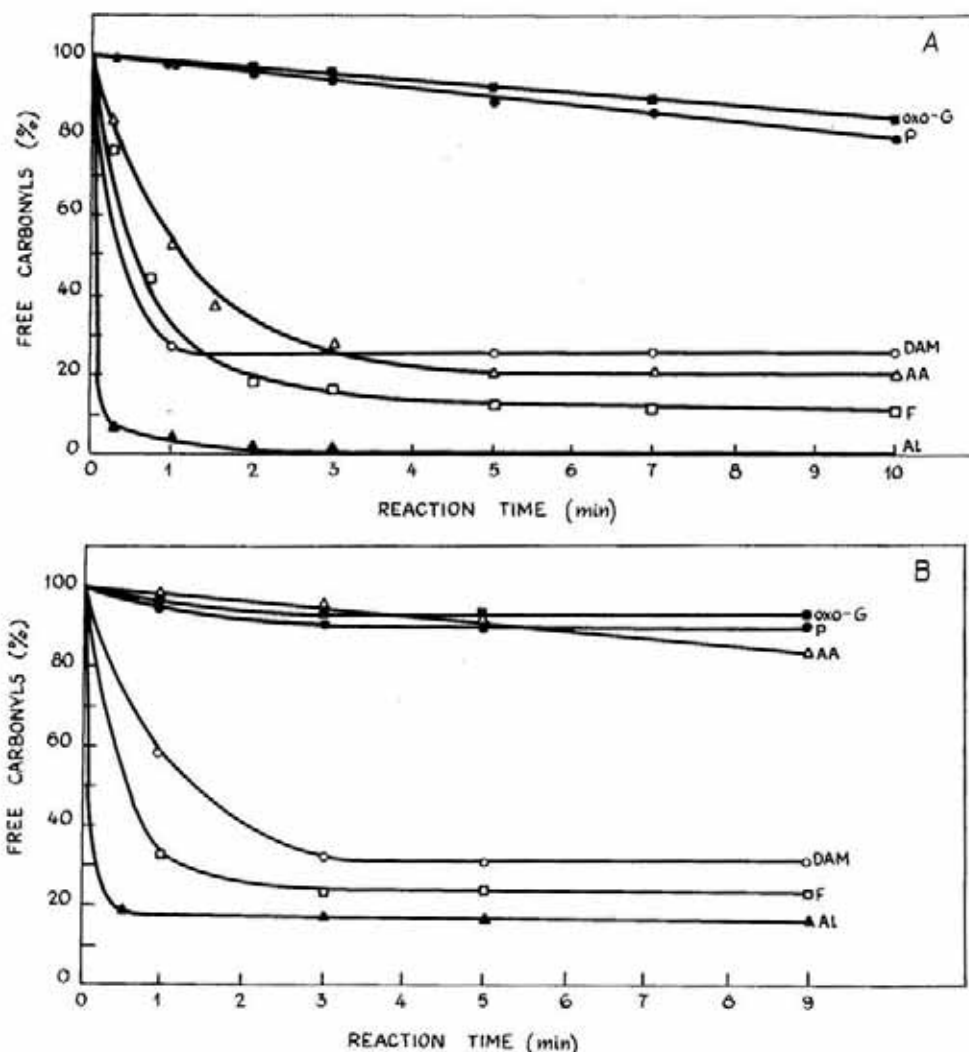 A
FREE CARBONYLS (%)
100
80
60
40
20
0
oxo-G
P
DAM
AA
F
AL
0 1 2 3 4 5 6 7 8 9 10
REACTION TIME (min)
B
FREE CARBONYLS (%)
100
80
60
40
20
0
oxo-G
P
AA
DAM
F
AL
0 1 2 3 4 5 6 7 8 9
REACTION TIME (min)